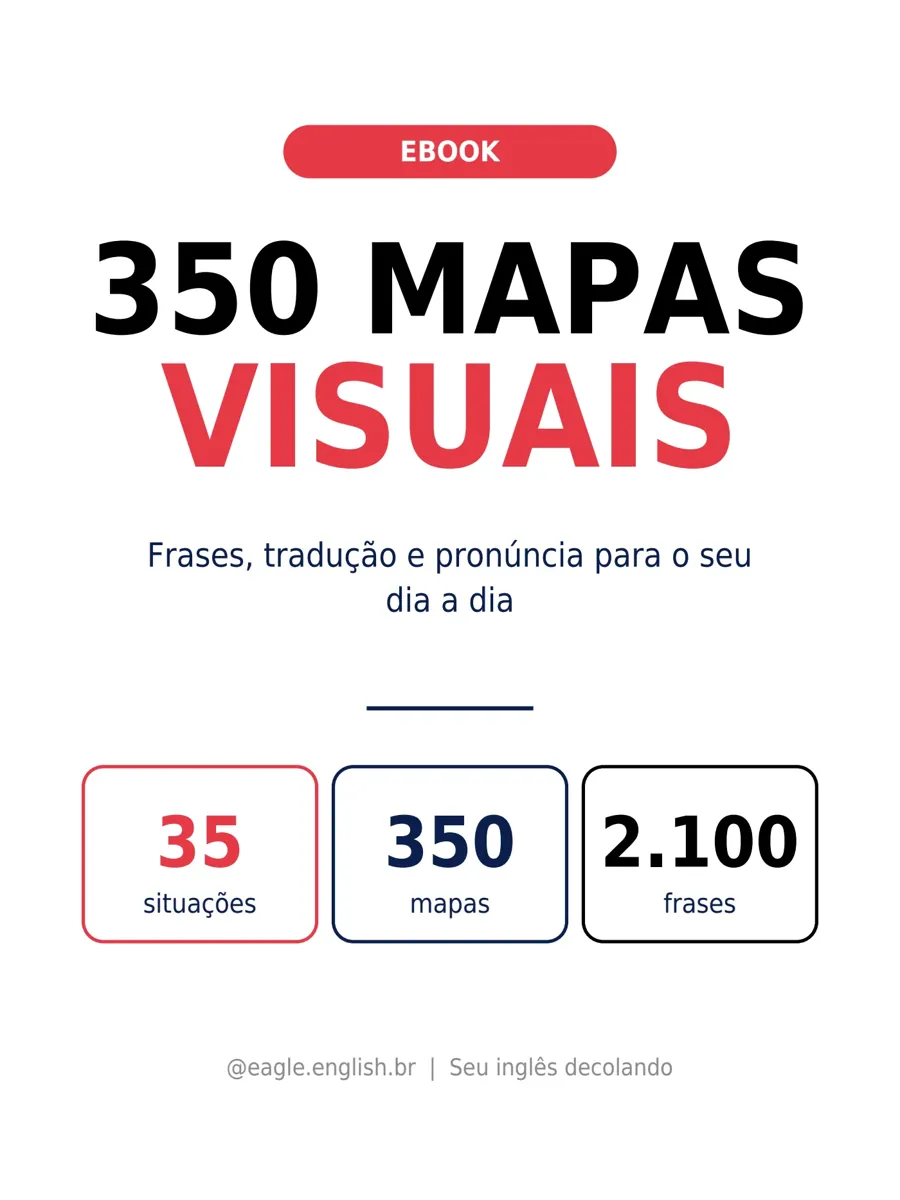 EBOOK
350 MAPAS
VISUAIS
Frases, tradução e pronúncia para o seu
dia a dia
35
situações
350
mapas
2.100
frases
@eagle.english.br | Seu inglês decolando